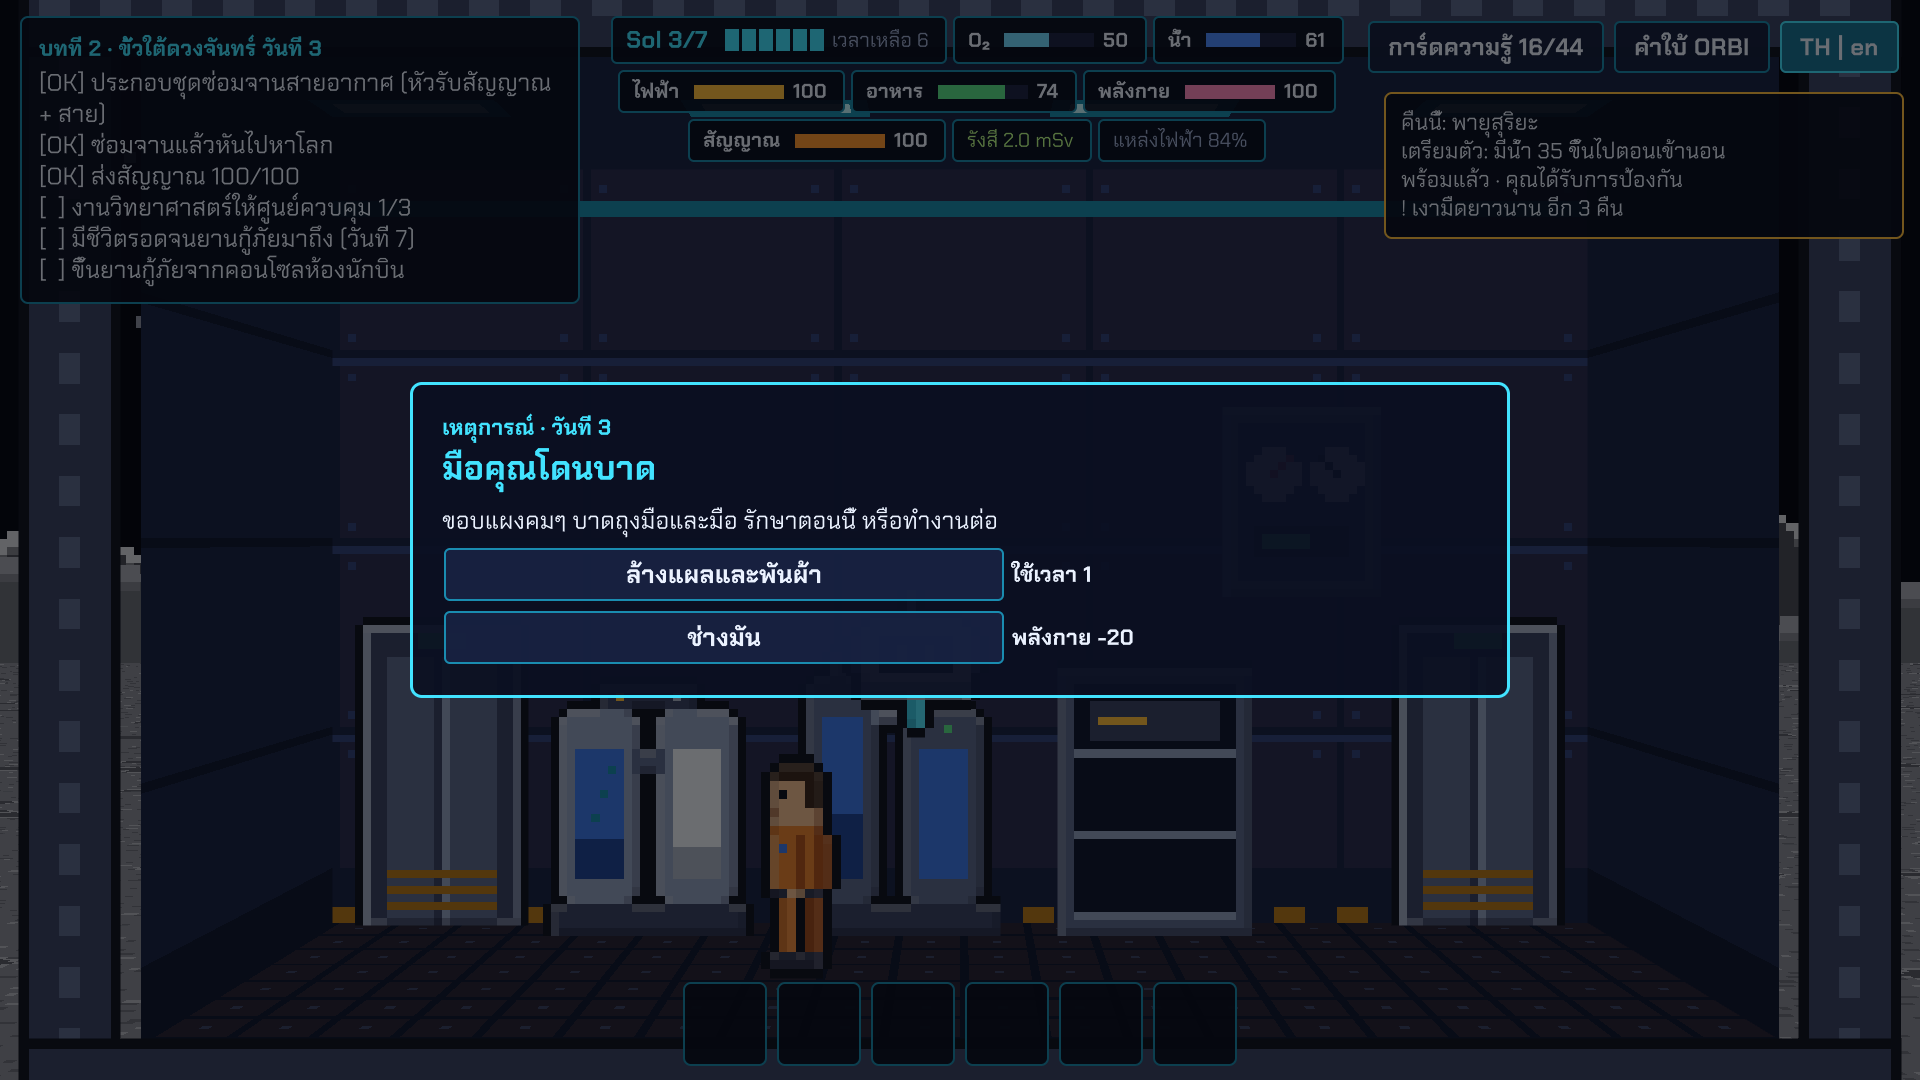 บทที่ 2 · ขั้วใต้ดวงจันทร์ วันที่ 3
[OK] ประกอบชุดซ่อมจานสายอากาศ (หัวรับสัญญาณ
+ สาย)
[OK] ซ่อมจานแล้วหันไปหาโลก
[OK] ส่งสัญญาณ 100/100
[ ] งานวิทยาศาสตร์ให้ศูนย์ควบคุม 1/3
[ ] มีชีวิตรอดจนยานกู้ภัยมาถึง (วันที่ 7)
[ ] ขึ้นยานกู้ภัยจากคอนโซลห้องนักบิน
Sol 3/7 เวลาเหลือ 6
O₂ 50
น้ำ 61
ไฟฟ้า 100
อาหาร 74
พลังกาย 100
สัญญาณ 100
รังสี 2.0 mSv
แหล่งไฟฟ้า 84%
การ์ดความรู้ 16/44
คำใบ้ ORBI
TH | en
คืนนี้: พายุสุริยะ
เตรียมตัว: มีน้ำ 35 ขึ้นไปตอนเข้านอน
พร้อมแล้ว · คุณได้รับการป้องกัน
! เงามืดยาวนาน อีก 3 คืน
เหตุการณ์ · วันที่ 3
มือคุณโดนบาด
ขอบแผงคมๆ บาดถุงมือและมือ รักษาตอนนี้ หรือทำงานต่อ
ล้างแผลและพันผ้า ใช้เวลา 1
ช่างมัน พลังกาย -20